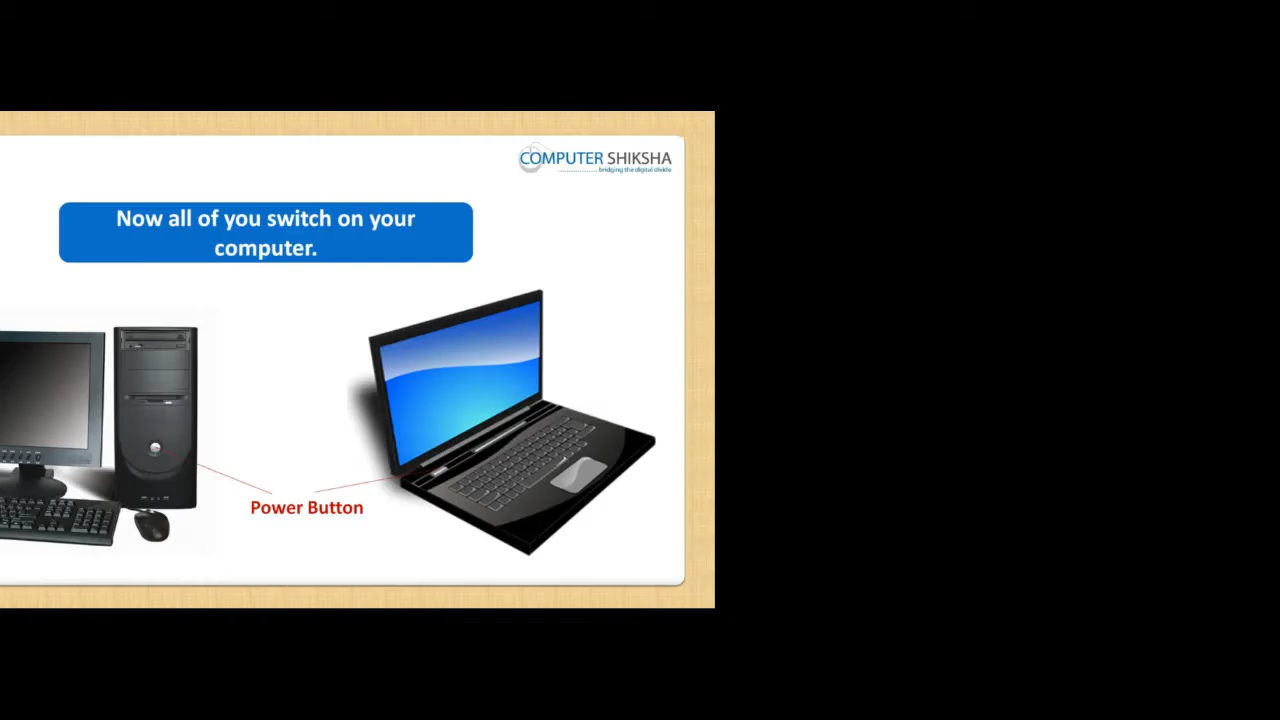 COMPUTER SHIKSHA
bridging the digital divide
Now all of you switch on your
computer.
Power Button